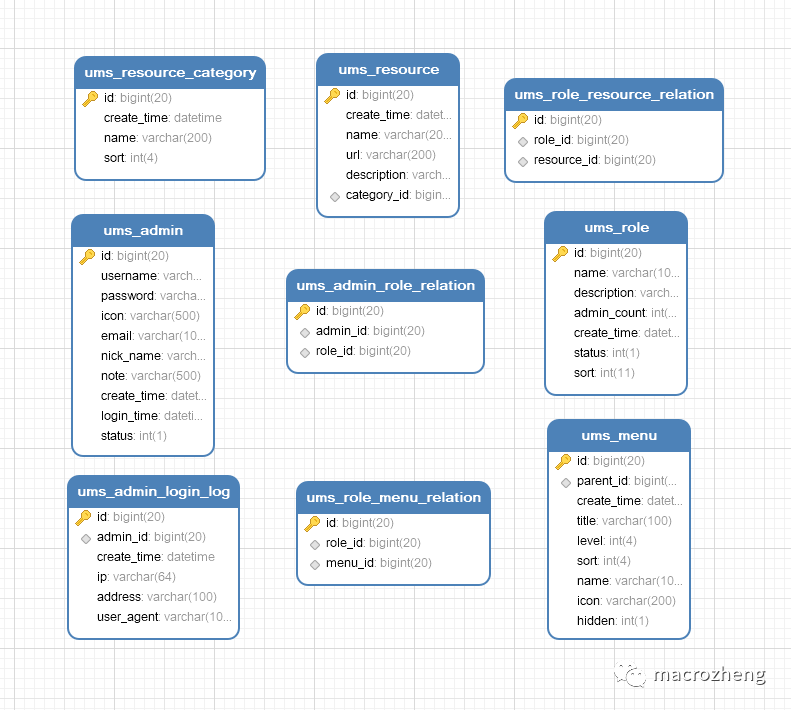 ums_resource_category
id: bigint(20)
create_time: datetime
name: varchar(200)
sort: int(4)
ums_resource
id: bigint(20)
create_time: datet...
name: varchar(20...
url: varchar(200)
description: varch...
category_id: bigin...
ums_role_resource_relation
id: bigint(20)
role_id: bigint(20)
resource_id: bigint(20)
ums_admin
id: bigint(20)
username: varch...
password: varcha...
icon: varchar(500)
email: varchar(10...
nick_name: varch...
note: varchar(500)
create_time: datet...
login_time: dateti...
status: int(1)
ums_admin_role_relation
id: bigint(20)
admin_id: bigint(20)
role_id: bigint(20)
ums_role
id: bigint(20)
name: varchar(10...
description: varch...
admin_count: int(...
create_time: datet...
status: int(1)
sort: int(11)
ums_admin_login_log
id: bigint(20)
admin_id: bigint(20)
create_time: datetime
ip: varchar(64)
address: varchar(100)
user_agent: varchar(10...
ums_role_menu_relation
id: bigint(20)
role_id: bigint(20)
menu_id: bigint(20)
ums_menu
id: bigint(20)
parent_id: bigint(...
create_time: datet...
title: varchar(100)
level: int(4)
sort: int(4)
name: varchar(10...
icon: varchar(200)
hidden: int(1)
macrozheng